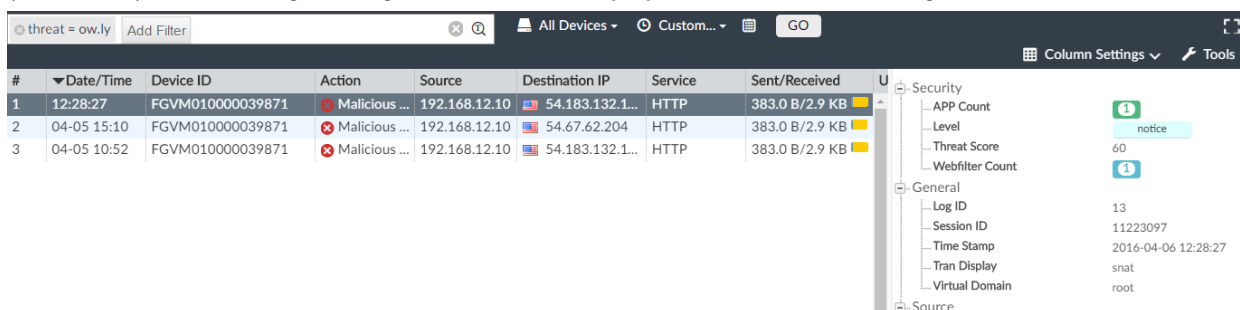 threat = ow.ly Add Filter All Devices Custom... GO
Column Settings Tools
# Date/Time Device ID Action Source Destination IP Service Sent/Received U
1 12:28:27 FGVM010000039871 Malicious ... 192.168.12.10 54.183.132.1... HTTP 383.0 B/2.9 KB
2 04-05 15:10 FGVM010000039871 Malicious ... 192.168.12.10 54.67.62.204 HTTP 383.0 B/2.9 KB
3 04-05 10:52 FGVM010000039871 Malicious ... 192.168.12.10 54.183.132.1... HTTP 383.0 B/2.9 KB
Security
APP Count 1
Level notice
Threat Score 60
Webfilter Count 1
General
Log ID 13
Session ID 11223097
Time Stamp 2016-04-06 12:28:27
Tran Display snat
Virtual Domain root
Source